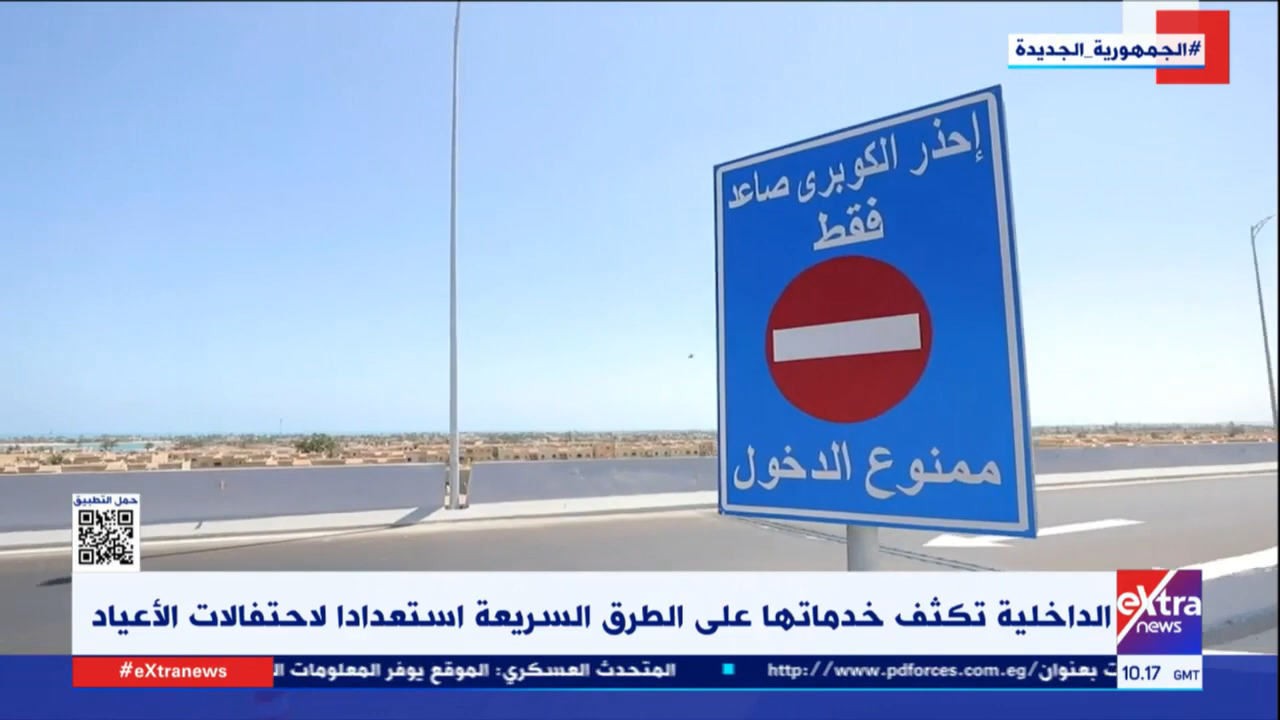 #الجمهورية_الجديدة
إحذر الكوبرى صاعد
فقط
ممنوع الدخول
حمل التطبيق
الداخلية تكثف خدماتها على الطرق السريعة استعدادا لاحتفالات الأعياد
eXtra
news
#eXtranews
المتحدث العسكري: الموقع يوفر المعلومات
ت بعنوان/http://www.pdforces.com.eg
10.17 GMT